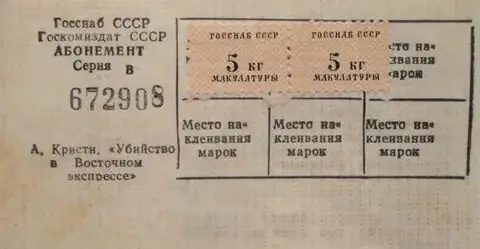 Госснаб СССР
Госкомиздат СССР
АБОНЕМЕНТ
Серия В
672908
А. Кристи, «Убийство
в Восточном
экспрессе»
ГОССНАБ СССР
5 КГ
МАКУЛАТУРЫ
ГОССНАБ СССР
5 КГ
МАКУЛАТУРЫ
сто на-
клеивания
марок
Место на-
клеивания
марок
Место на-
клеивания
марок
Место на-
клеивания
марок